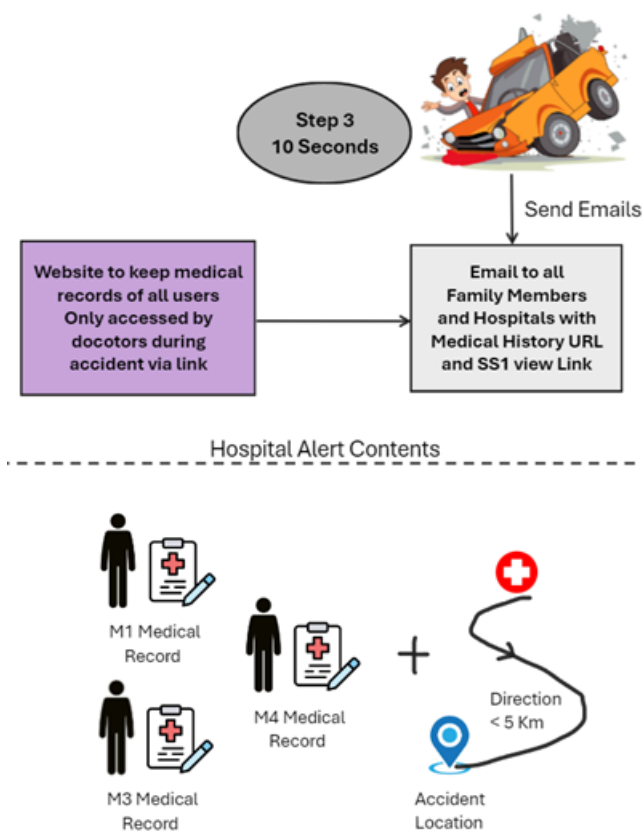 Step 3
10 Seconds
Send Emails
Website to keep medical
records of all users
Only accessed by
docotors during
accident via link
Email to all
Family Members
and Hospitals with
Medical History URL
and SS1 view Link
Hospital Alert Contents
M1 Medical
Record
M4 Medical
Record
M3 Medical
Record
Direction
< 5 Km
Accident
Location